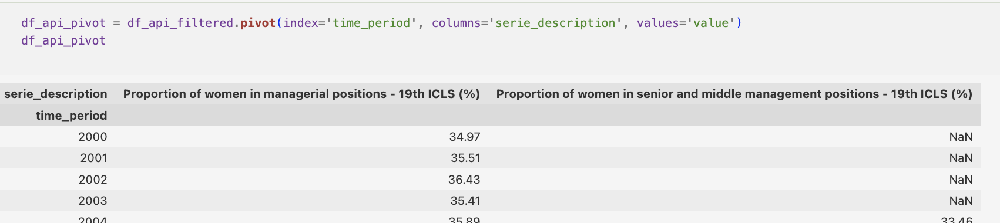 df_api_pivot = df_api_filtered.pivot(index='time_period', columns='serie_description', values='value')
df_api_pivot
serie_description Proportion of women in managerial positions - 19th ICLS (%) Proportion of women in senior and middle management positions - 19th ICLS (%)
time_period
2000 34.97 NaN
2001 35.51 NaN
2002 36.43 NaN
2003 35.41 NaN
2004 35.89 33.46